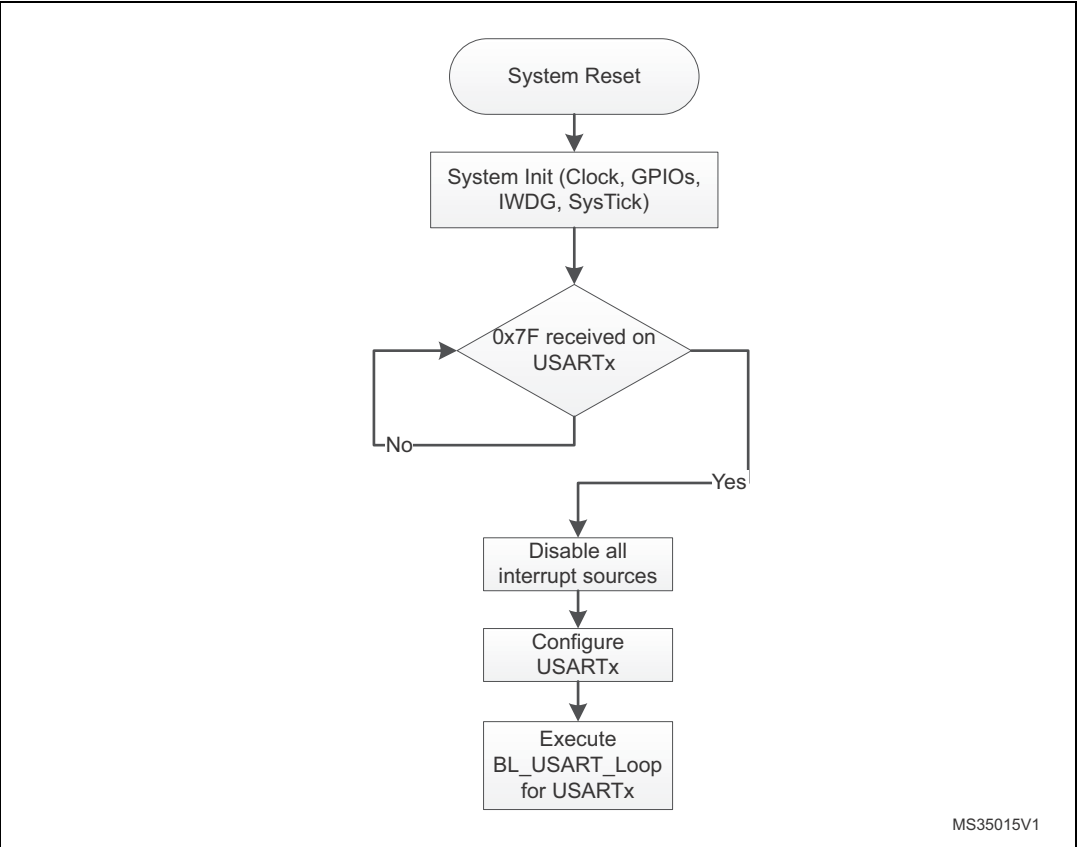 System Reset
System Init (Clock, GPIOs,
IWDG, SysTick)
0x7F received on
USARTx
No
Yes
Disable all
interrupt sources
Configure
USARTx
Execute
BL_USART_Loop
for USARTx
MS35015V1